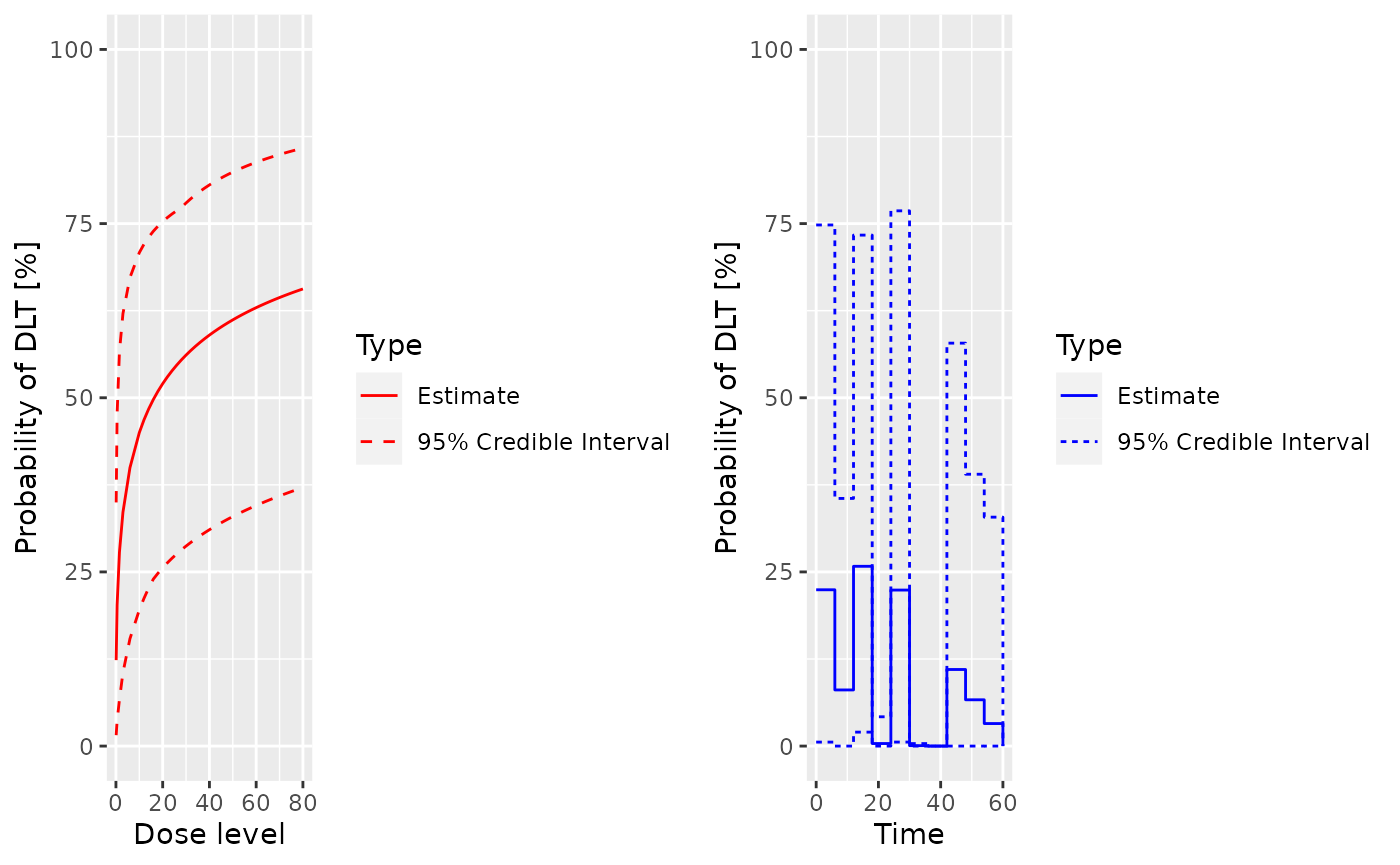 Probability of DLT [%]
100
75
50
25
0
0 20 40 60 80
Dose level
Type
Estimate
95% Credible Interval
Probability of DLT [%]
100
75
50
25
0
0 20 40 60
Time
Type
Estimate
95% Credible Interval